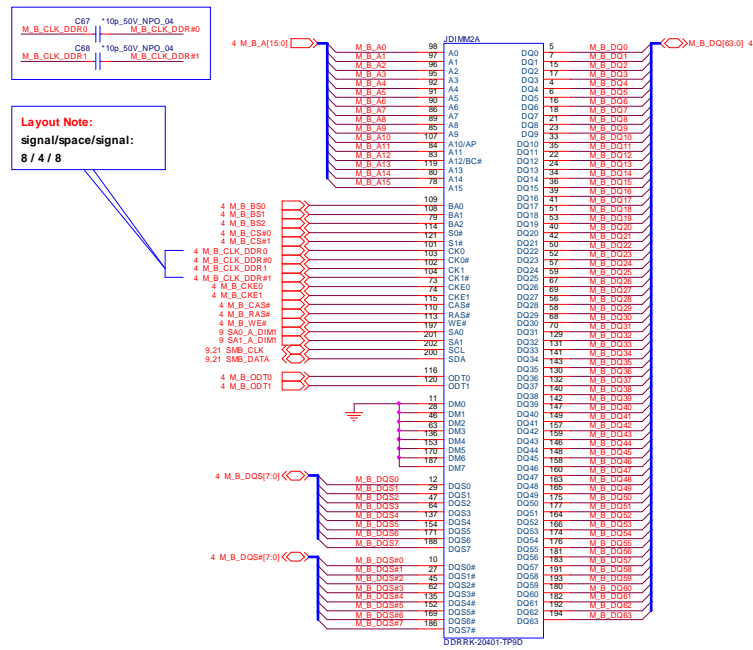 C67 *10p_50V_NPO_04
M_B_CLK_DDR0 M_B_CLK_DDR#0
C68 *10p_50V_NPO_04
M_B_CLK_DDR1 M_B_CLK_DDR#1
Layout Note:
signal/space/signal:
8 / 4 / 8
JDIMM2A
4 M_B_A[15:0]
M_B_DQ[63:0] 4
M_B_A0 98 A0
M_B_A1 97 A1
M_B_A2 96 A2
M_B_A3 95 A3
M_B_A4 92 A4
M_B_A5 91 A5
M_B_A6 90 A6
M_B_A7 86 A7
M_B_A8 89 A8
M_B_A9 85 A9
M_B_A10 107 A10/AP
M_B_A11 84 A11
M_B_A12 83 A12/BC#
M_B_A13 119 A13
M_B_A14 80 A14
M_B_A15 78 A15
4 M_B_BS0 109 BA0
4 M_B_BS1 108 BA1
4 M_B_BS2 79 BA2
4 M_B_CS#0 114 S0#
4 M_B_CS#1 121 S1#
4 M_B_CLK_DDR0 101 CK0
4 M_B_CLK_DDR#0 103 CK0#
4 M_B_CLK_DDR1 102 CK1
4 M_B_CLK_DDR#1 104 CK1#
4 M_B_CKE0 73 CKE0
4 M_B_CKE1 74 CKE1
4 M_B_CAS# 115 CAS#
4 M_B_RAS# 110 RAS#
4 M_B_WE# 113 WE#
9 SA0_A_DIM1 197 SA0
9 SA1_A_DIM1 201 SA1
9,21 SMB_CLK 202 SCL
9,21 SMB_DATA 200 SDA
4 M_B_ODT0 116 ODT0
4 M_B_ODT1 120 ODT1
11 DM0
28 DM1
46 DM2
63 DM3
136 DM4
153 DM5
170 DM6
187 DM7
4 M_B_DQS[7:0]
M_B_DQS0 12 DQS0
M_B_DQS1 29 DQS1
M_B_DQS2 47 DQS2
M_B_DQS3 64 DQS3
M_B_DQS4 137 DQS4
M_B_DQS5 154 DQS5
M_B_DQS6 171 DQS6
M_B_DQS7 188 DQS7
4 M_B_DQS#[7:0]
M_B_DQS#0 10 DQS0#
M_B_DQS#1 27 DQS1#
M_B_DQS#2 45 DQS2#
M_B_DQS#3 62 DQS3#
M_B_DQS#4 135 DQS4#
M_B_DQS#5 152 DQS5#
M_B_DQS#6 169 DQS6#
M_B_DQS#7 186 DQS7#
DQ0 5 M_B_DQ0
DQ1 7 M_B_DQ1
DQ2 15 M_B_DQ2
DQ3 17 M_B_DQ3
DQ4 4 M_B_DQ4
DQ5 6 M_B_DQ5
DQ6 16 M_B_DQ6
DQ7 18 M_B_DQ7
DQ8 21 M_B_DQ8
DQ9 23 M_B_DQ9
DQ10 33 M_B_DQ10
DQ11 35 M_B_DQ11
DQ12 22 M_B_DQ12
DQ13 24 M_B_DQ13
DQ14 34 M_B_DQ14
DQ15 36 M_B_DQ15
DQ16 39 M_B_DQ16
DQ17 41 M_B_DQ17
DQ18 51 M_B_DQ18
DQ19 53 M_B_DQ19
DQ20 40 M_B_DQ20
DQ21 42 M_B_DQ21
DQ22 50 M_B_DQ22
DQ23 52 M_B_DQ23
DQ24 57 M_B_DQ24
DQ25 59 M_B_DQ25
DQ26 67 M_B_DQ26
DQ27 69 M_B_DQ27
DQ28 56 M_B_DQ28
DQ29 58 M_B_DQ29
DQ30 68 M_B_DQ30
DQ31 70 M_B_DQ31
DQ32 129 M_B_DQ32
DQ33 131 M_B_DQ33
DQ34 141 M_B_DQ34
DQ35 143 M_B_DQ35
DQ36 130 M_B_DQ36
DQ37 132 M_B_DQ37
DQ38 140 M_B_DQ38
DQ39 142 M_B_DQ39
DQ40 147 M_B_DQ40
DQ41 149 M_B_DQ41
DQ42 157 M_B_DQ42
DQ43 159 M_B_DQ43
DQ44 146 M_B_DQ44
DQ45 148 M_B_DQ45
DQ46 158 M_B_DQ46
DQ47 160 M_B_DQ47
DQ48 163 M_B_DQ48
DQ49 165 M_B_DQ49
DQ50 175 M_B_DQ50
DQ51 177 M_B_DQ51
DQ52 164 M_B_DQ52
DQ53 166 M_B_DQ53
DQ54 174 M_B_DQ54
DQ55 176 M_B_DQ55
DQ56 181 M_B_DQ56
DQ57 183 M_B_DQ57
DQ58 191 M_B_DQ58
DQ59 193 M_B_DQ59
DQ60 180 M_B_DQ60
DQ61 182 M_B_DQ61
DQ62 192 M_B_DQ62
DQ63 194 M_B_DQ63
DDRRK-20401-TP9D